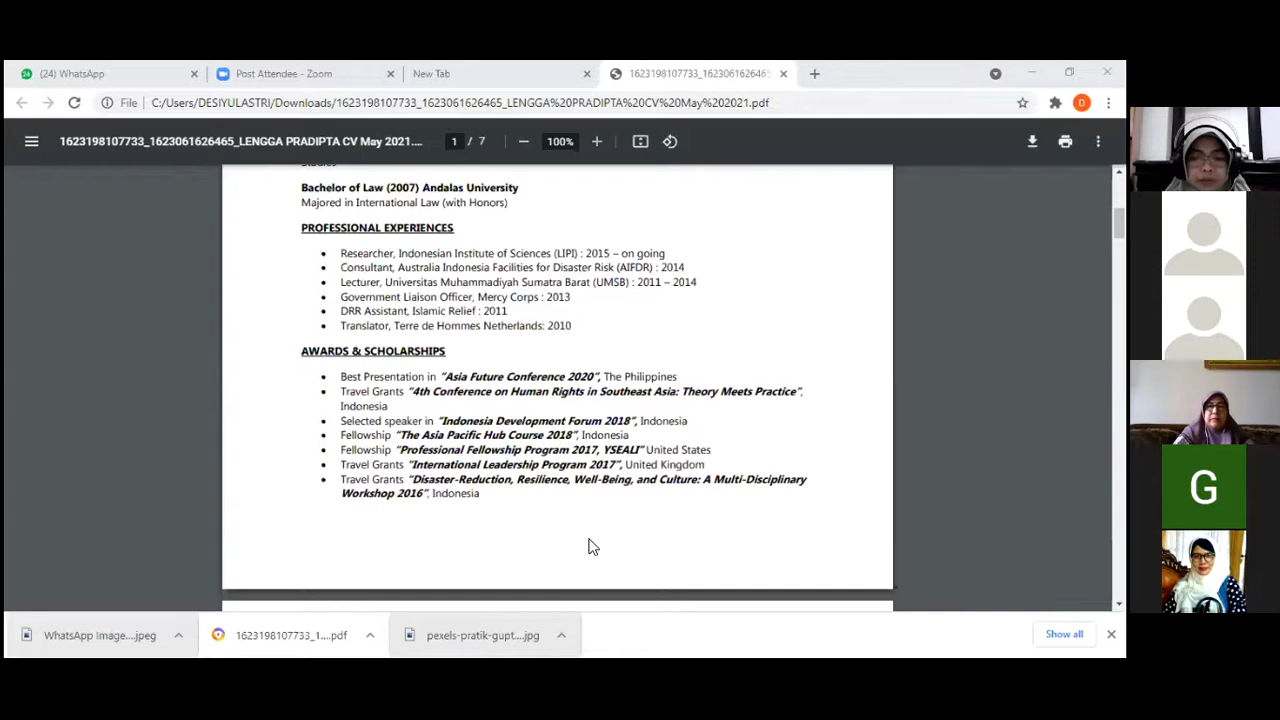 (24) WhatsApp
Post Attendee - Zoom
New Tab
1623198107733_1623061626465
File
C:/Users/DESIYULASTRI/Downloads/1623198107733_1623061626465_LENGGA%20PRADIPTA%20CV%20May%202021.pdf
D
1623198107733_1623061626465_LENGGA PRADIPTA CV May 2021....
1 / 7
100%
Studies
Bachelor of Law (2007) Andalas University
Majored in International Law (with Honors)
PROFESSIONAL EXPERIENCES
• Researcher, Indonesian Institute of Sciences (LIPI) : 2015 – on going
• Consultant, Australia Indonesia Facilities for Disaster Risk (AIFDR) : 2014
• Lecturer, Universitas Muhammadiyah Sumatra Barat (UMSB) : 2011 – 2014
• Government Liaison Officer, Mercy Corps : 2013
• DRR Assistant, Islamic Relief : 2011
• Translator, Terre de Hommes Netherlands: 2010
AWARDS & SCHOLARSHIPS
• Best Presentation in “Asia Future Conference 2020”, The Philippines
• Travel Grants “4th Conference on Human Rights in Southeast Asia: Theory Meets Practice”,
Indonesia
• Selected speaker in “Indonesia Development Forum 2018”, Indonesia
• Fellowship “The Asia Pacific Hub Course 2018”, Indonesia
• Fellowship “Professional Fellowship Program 2017, YSEALI” United States
• Travel Grants “International Leadership Program 2017”, United Kingdom
• Travel Grants “Disaster-Reduction, Resilience, Well-Being, and Culture: A Multi-Disciplinary
Workshop 2016”, Indonesia
WhatsApp Image....jpeg
1623198107733_1....pdf
pexels-pratik-gupt....jpg
Show all
G